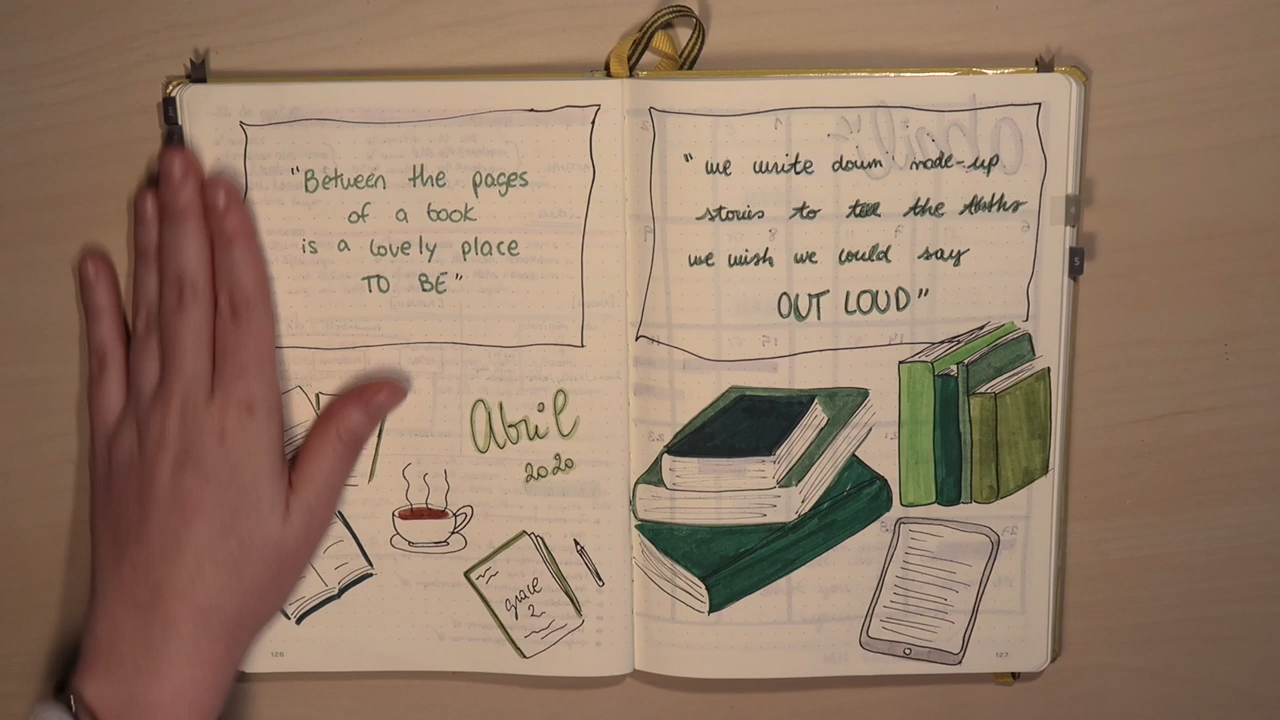 "Between the pages
of a book
is a lovely place
TO BE"
Abril
2020
grace
2
126
"we write down made-up
stories to tell the truths
we wish we could say
OUT LOUD"
127
5